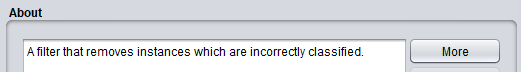 About
A filter that removes instances which are incorrectly classified.
More